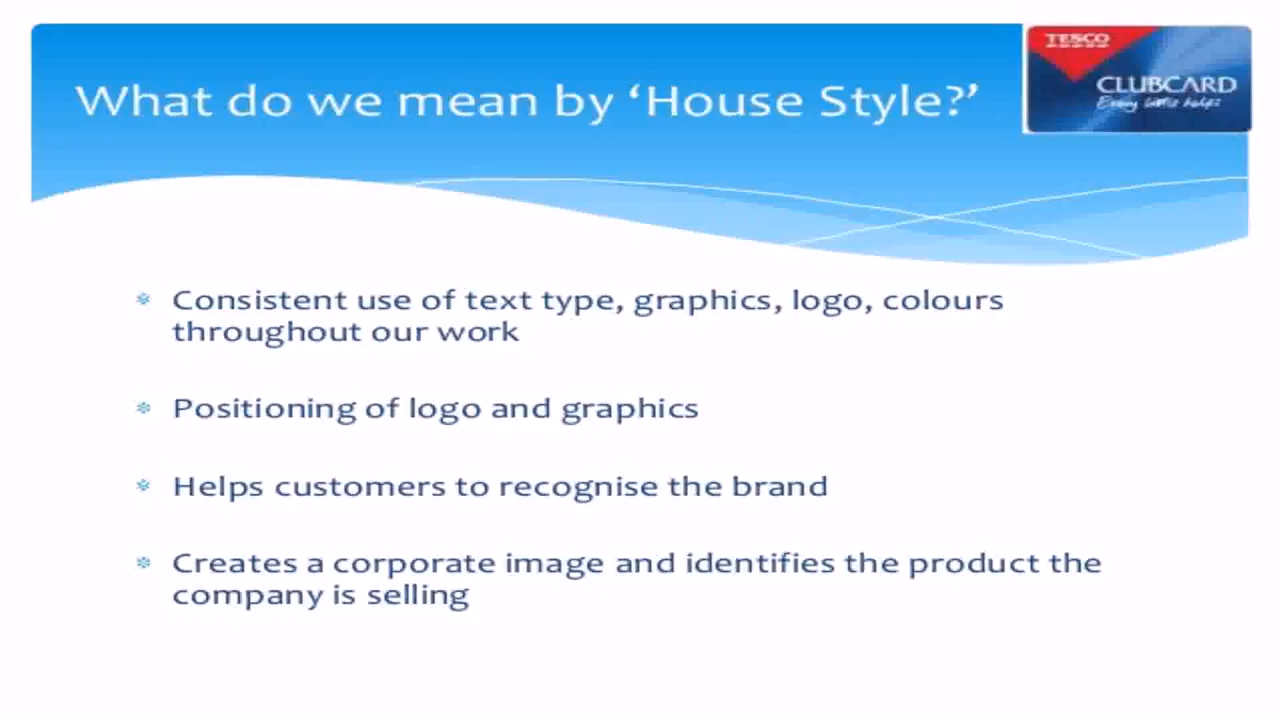 What do we mean by ‘House Style?’
TESCO
CLUBCARD
Every little helps
Consistent use of text type, graphics, logo, colours
throughout our work
Positioning of logo and graphics
Helps customers to recognise the brand
Creates a corporate image and identifies the product the
company is selling